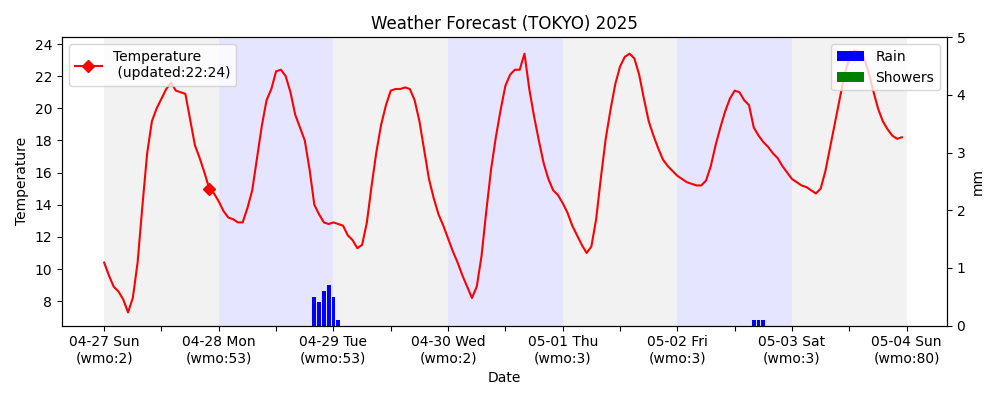 Weather Forecast (TOKYO) 2025
Temperature
(updated:22:24)
Rain
Showers
Temperature
24
22
20
18
16
14
12
10
8
5
4
3
2
1
0
mm
04-27 Sun
(wmo:2)
04-28 Mon
(wmo:53)
04-29 Tue
(wmo:53)
04-30 Wed
(wmo:2)
05-01 Thu
(wmo:3)
05-02 Fri
(wmo:3)
05-03 Sat
(wmo:3)
05-04 Sun
(wmo:80)
Date